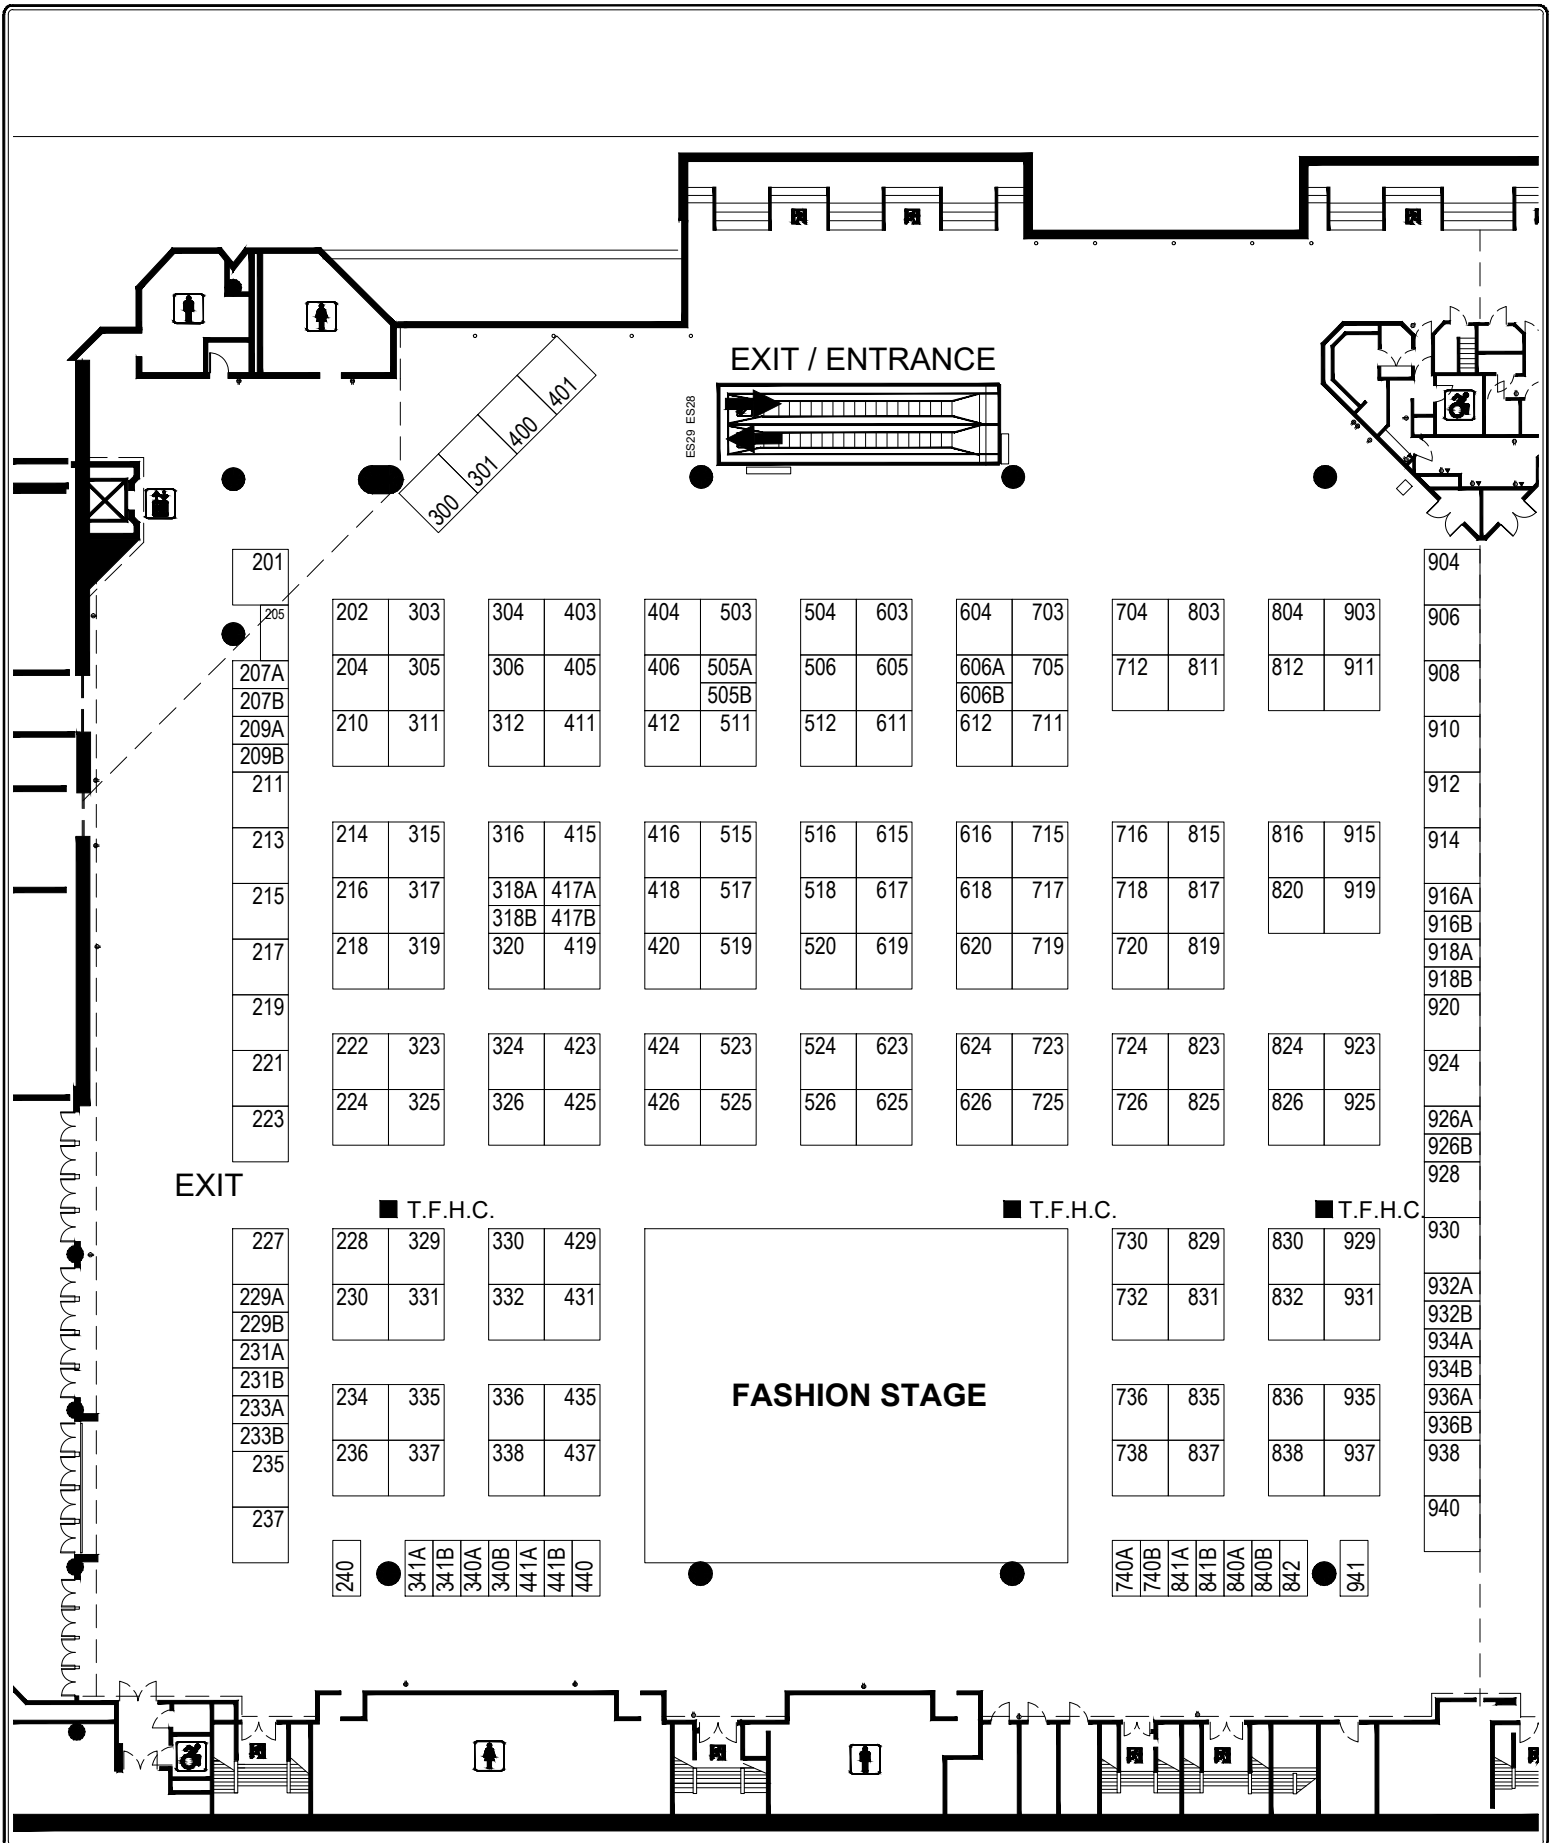 EXIT / ENTRANCE
ES29 ES28
300 301 400 401
201 904
205
202 303 304 403 404 503 504 603 604 703 704 803 804 903
906
207A 204 305 306 405 406 505A 506 605 606A 705 712 811 812 911 908
207B 505B 606B
209A 210 311 312 411 412 511 512 611 612 711 910
209B
211 912
213 214 315 316 415 416 515 516 615 616 715 716 815 816 915 914
215 216 317 318A 417A 418 517 518 617 618 717 718 817 820 919 916A
318B 417B 916B
217 218 319 320 419 420 519 520 619 620 719 720 819 918A
918B
219 920
221 222 323 324 423 424 523 524 623 624 723 724 823 824 923 924
223 224 325 326 425 426 525 526 625 626 725 726 825 826 925 926A
926B
EXIT 928
T.F.H.C. T.F.H.C. T.F.H.C.
227 228 329 330 429 730 829 830 929 930
229A 230 331 332 431 732 831 832 931 932A
229B 932B
231A 934A
231B 934B
233A 234 335 336 435 FASHION STAGE 736 835 836 935 936A
233B 936B
235 236 337 338 437 738 837 838 937 938
237 940
240 341A 341B 340A 340B 441A 441B 440 740A 740B 841A 841B 840A 840B 842 941